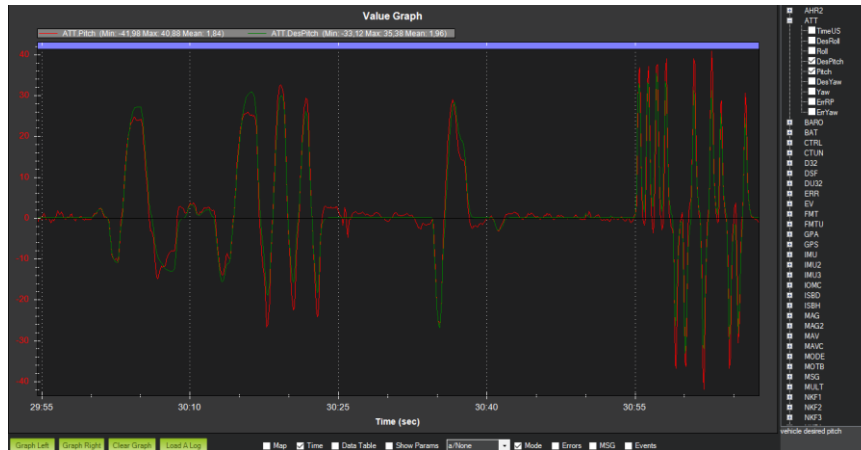 Value Graph
ATT.Pitch (Min: -41,98 Max: 40,88 Mean: 1,84) ATT.DesPitch (Min: -33,12 Max: 35,38 Mean: 1,96)
40
30
20
10
0
-10
-20
-30
-40
29:55 30:10 30:25 30:40 30:55
Time (sec)
Graph Left Graph Right Clear Graph Load A Log Map Time Data Table Show Params a/None Mode Errors MSG Events
AHR2
ATT
TimeUS
DesRoll
Roll
DesPitch
Pitch
DesYaw
Yaw
ErrRP
ErrYaw
BARO
BAT
CTRL
CTUN
D32
DSF
DU32
ERR
EV
FMT
FMTU
GPA
GPS
IMU
IMU2
IMU3
IOMC
ISBD
ISBH
MAG
MAG2
MAV
MAVC
MODE
MOTB
MSG
MULT
NKF1
NKF2
NKF3
vehicle desired pitch